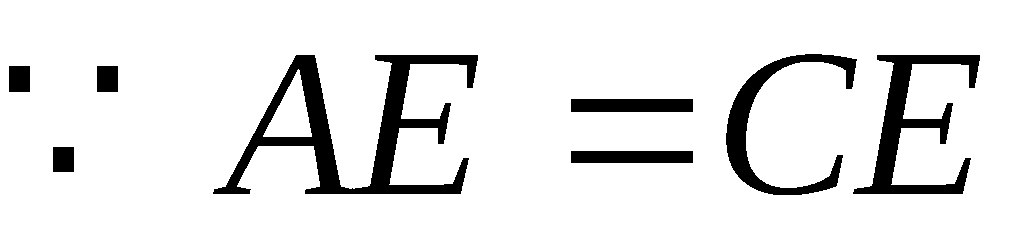 ∵ AE =CE